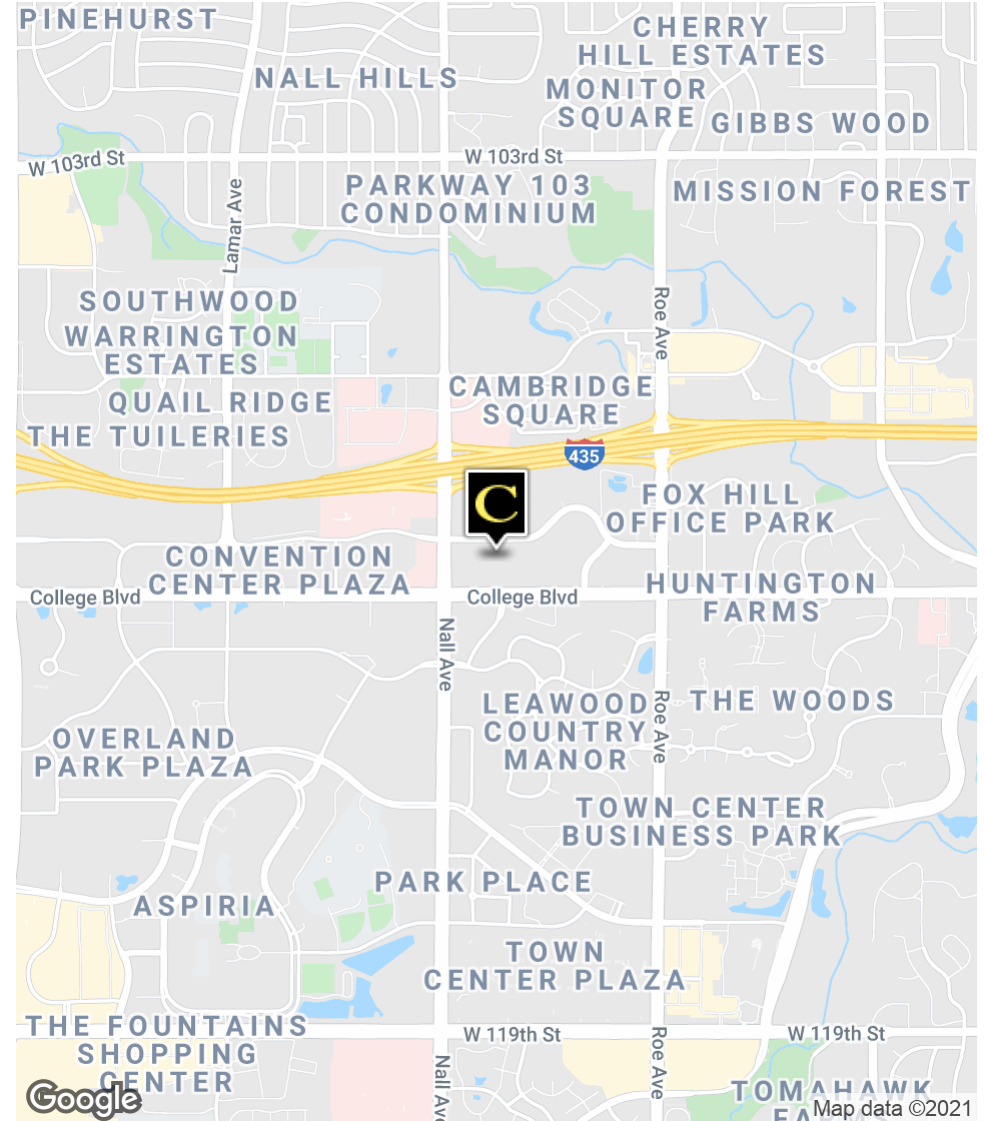 PINEHURST
CHERRY
HILL ESTATES
NALL HILLS
MONITOR
SQUARE
GIBBS WOOD
W 103rd St
W 103rd St
PARKWAY 103
CONDOMINIUM
MISSION FOREST
Lamar Ave
SOUTHWOOD
WARRINGTON
ESTATES
Roe Ave
QUAIL RIDGE
CAMBRIDGE
SQUARE
THE TUILERIES
435
C
FOX HILL
OFFICE PARK
CONVENTION
CENTER PLAZA
HUNTINGTON
FARMS
College Blvd
College Blvd
Nall Ave
LEAWOOD
COUNTRY
MANOR
Roe Ave
THE WOODS
OVERLAND
PARK PLAZA
TOWN CENTER
BUSINESS PARK
PARK PLACE
ASPIRIA
TOWN
CENTER PLAZA
THE FOUNTAINS
SHOPPING
CENTER
W 119th St
W 119th St
Nall Av
Roe Ave
TOMAHAWK
FARMS
Google
Map data ©2021